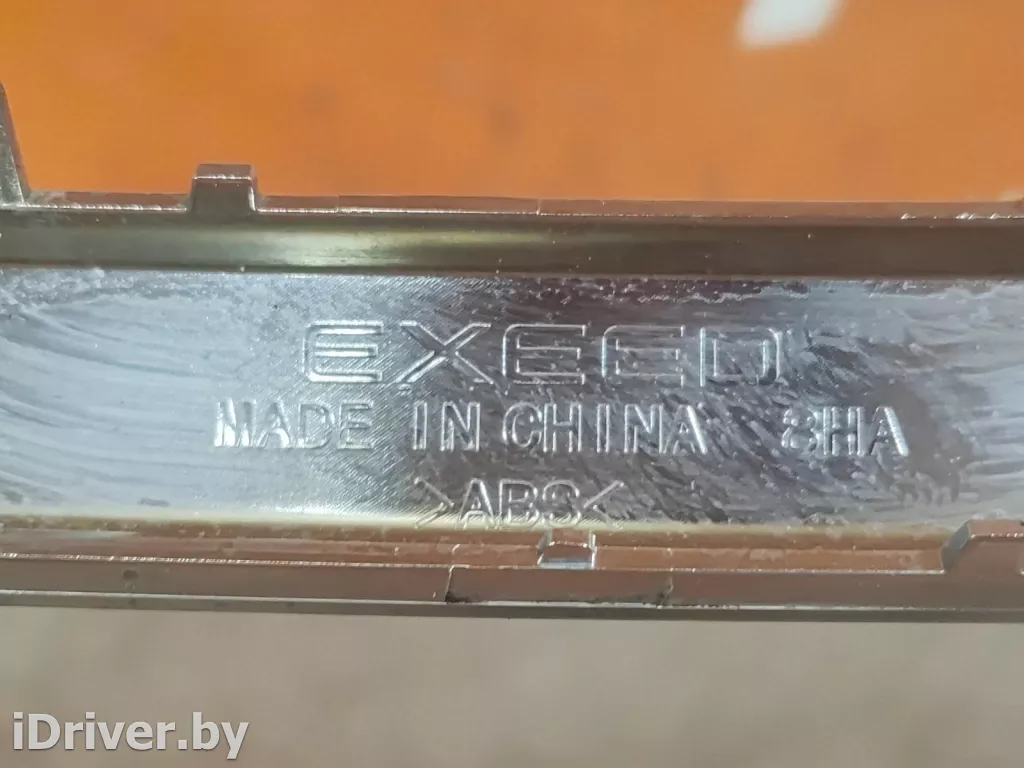 EXEED
MADE IN CHINA 8HA
>ABS<
iDriver.by